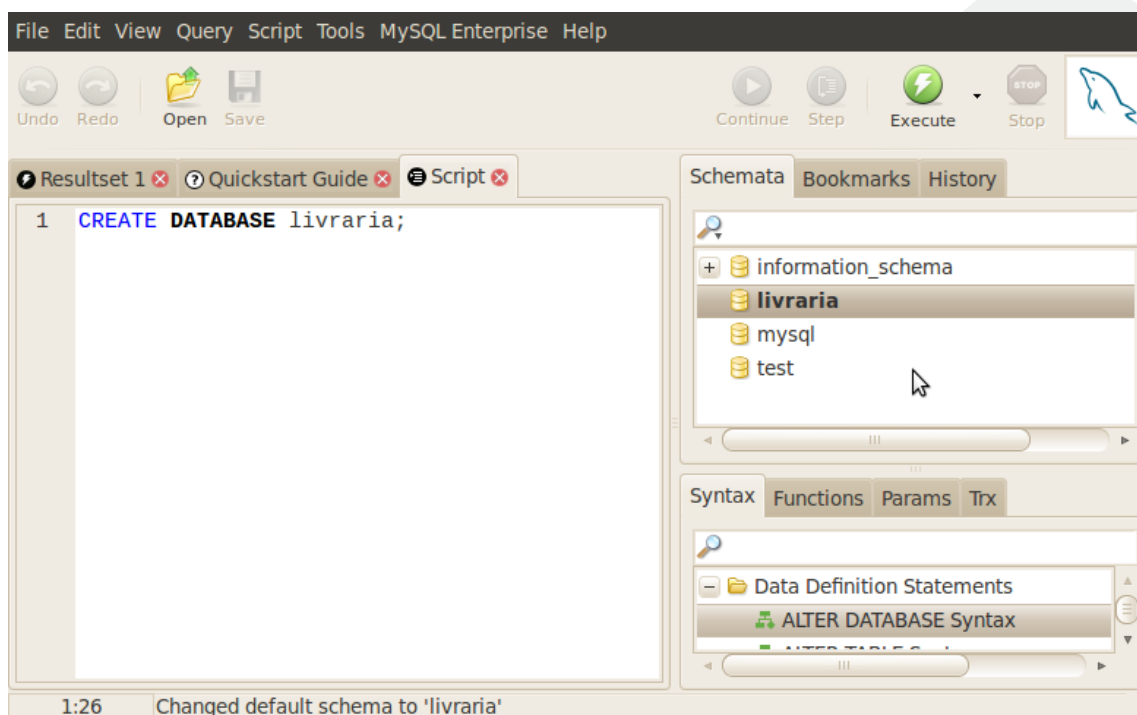 File Edit View Query Script Tools MySQL Enterprise Help
Undo Redo Open Save Continue Step Execute STOP Stop
Resultset 1 Quickstart Guide Script
1 CREATE DATABASE livraria;
Schemata Bookmarks History
information_schema
livraria
mysql
test
Syntax Functions Params Trx
Data Definition Statements
ALTER DATABASE Syntax
1:26 Changed default schema to 'livraria'